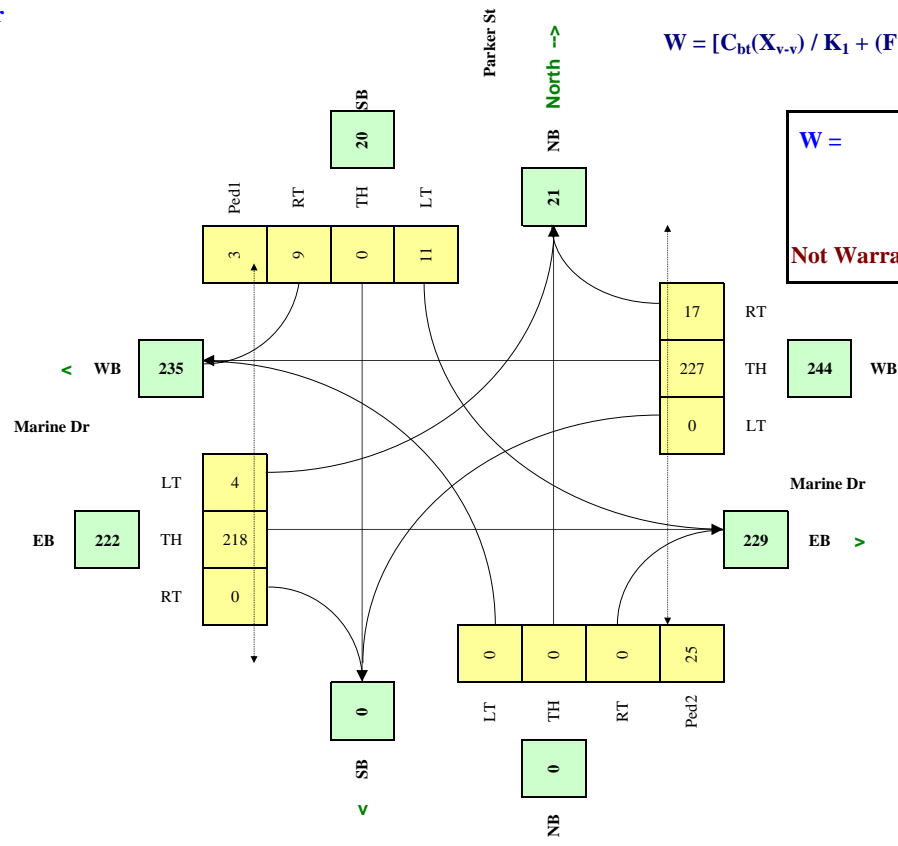 r
Parker St
W = [Cbt(Xv-v) / K1 + (F
North -->
SB
20
NB
21
W =
Not Warra
Ped1
RT
TH
LT
3
9
0
11
17
RT
< WB
235
227
TH
244
WB
Marine Dr
0
LT
LT
4
Marine Dr
EB
222
TH
218
229
EB >
RT
0
0
0
0
25
0
LT
TH
RT
Ped2
SB
0
v
NB